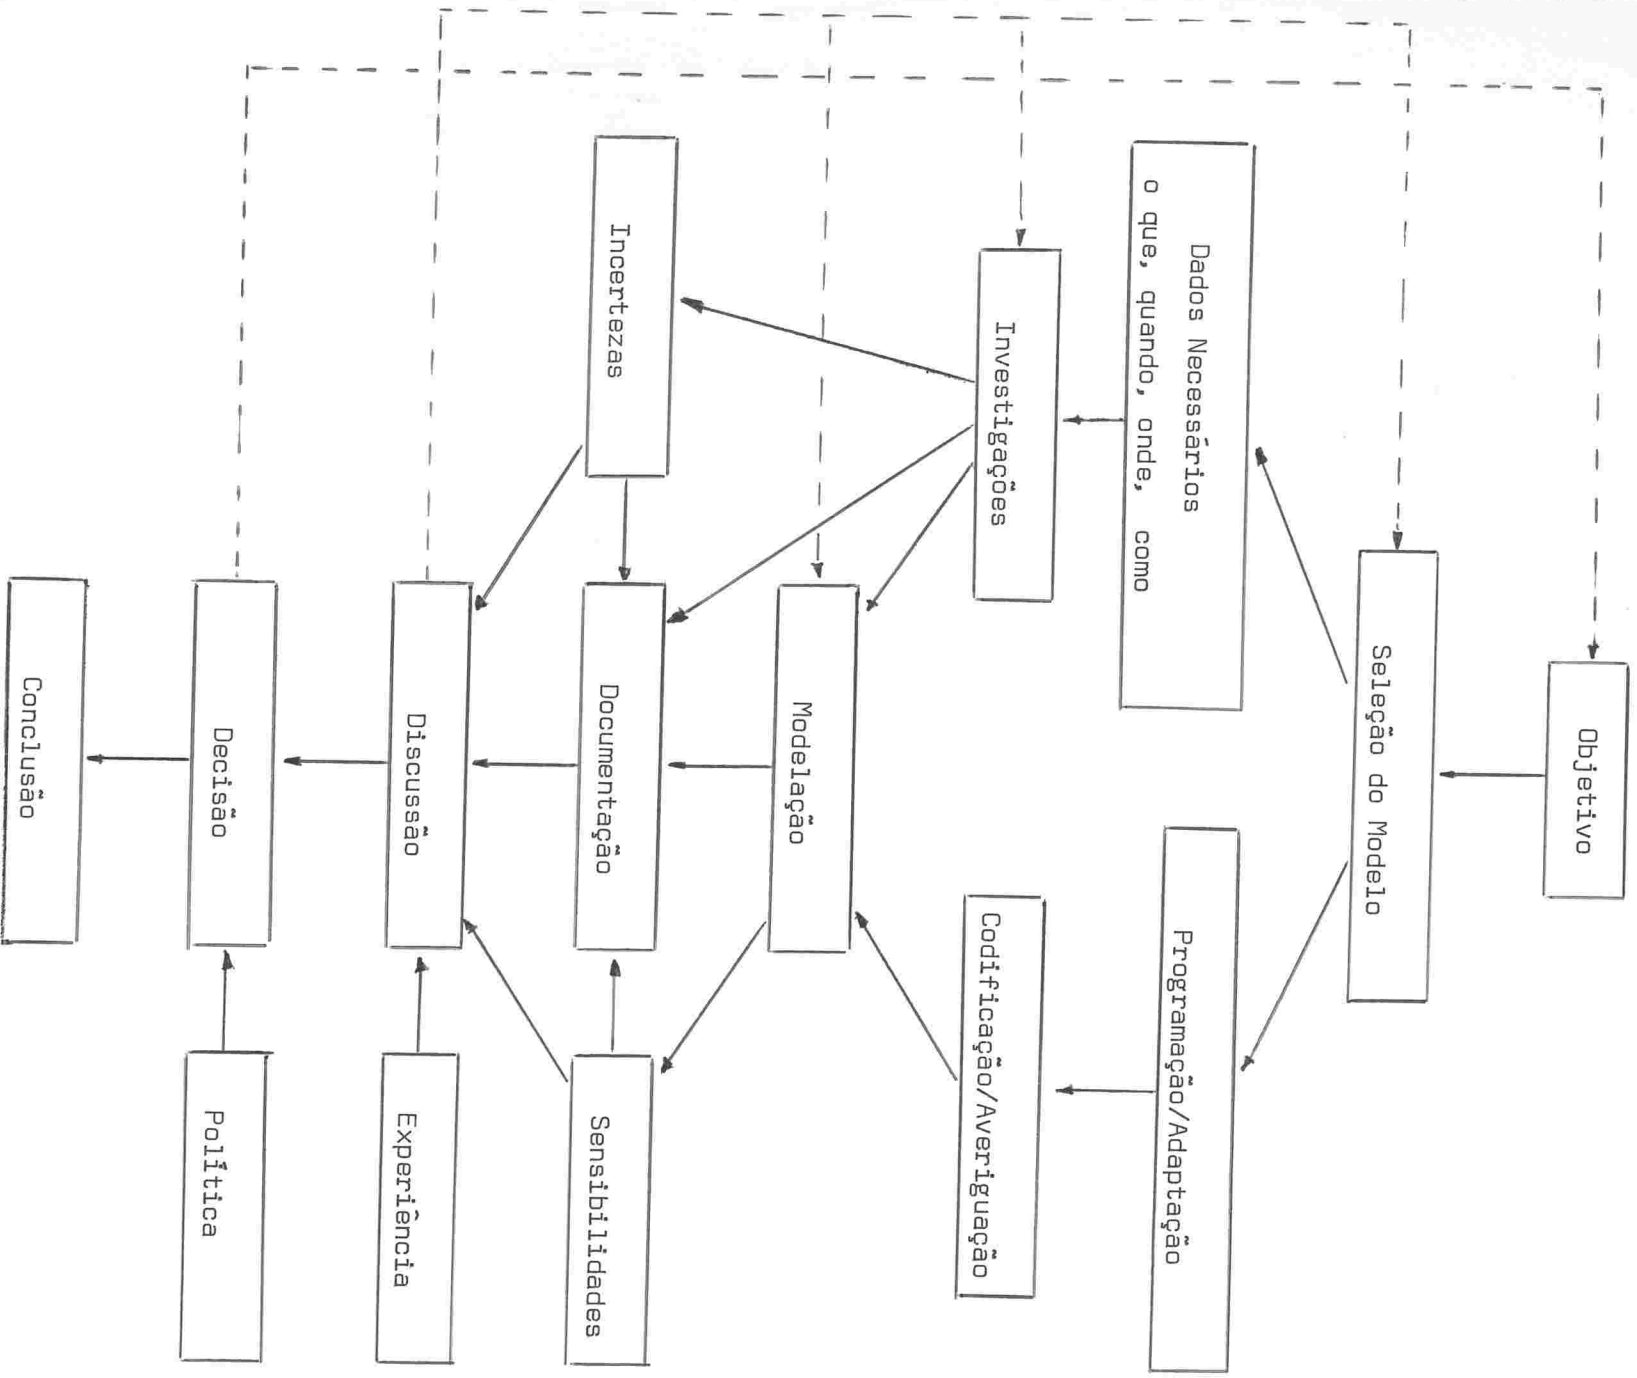 Objetivo
Seleção do Modelo
Dados Necessários
o que, quando, onde, como
Programação/Adaptação
Investigações
Codificação/Averiguação
Modelação
Incertezas
Documentação
Sensibilidades
Discussão
Experiência
Decisão
Política
Conclusão